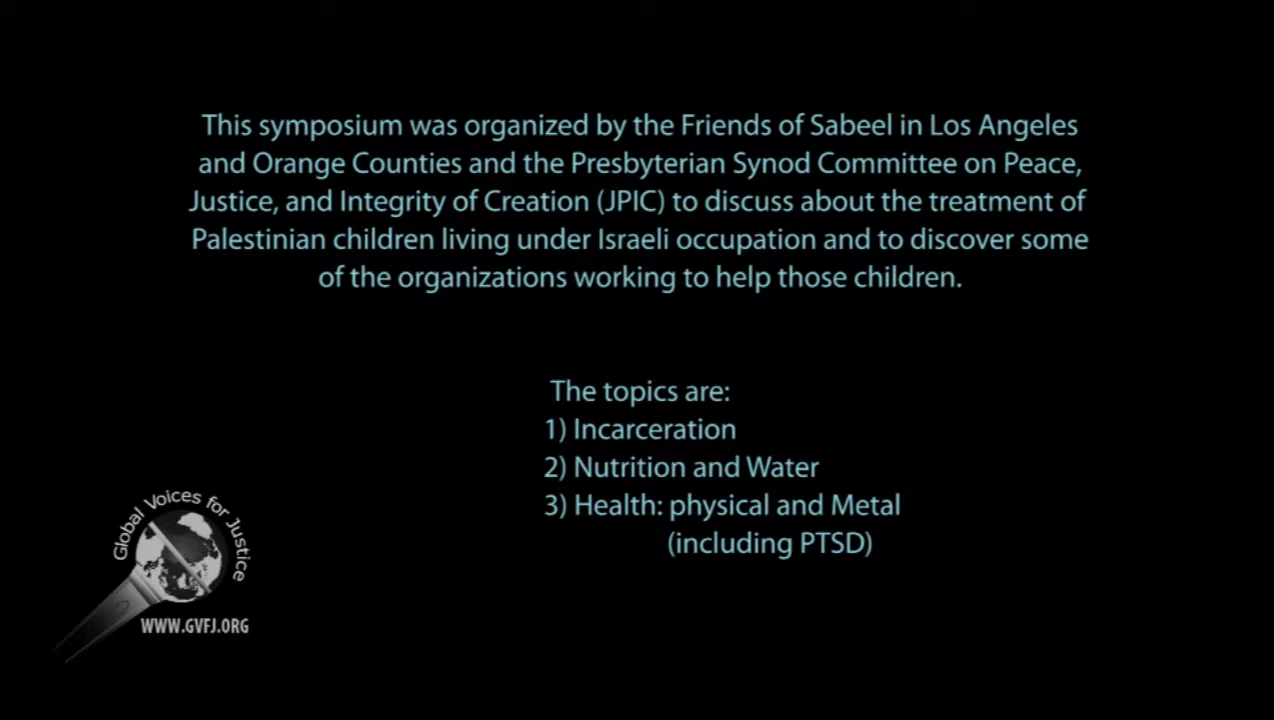 This symposium was organized by the Friends of Sabeel in Los Angeles
and Orange Counties and the Presbyterian Synod Committee on Peace,
Justice, and Integrity of Creation (JPIC) to discuss about the treatment of
Palestinian children living under Israeli occupation and to discover some
of the organizations working to help those children.
The topics are:
1) Incarceration
2) Nutrition and Water
3) Health: physical and Metal
(including PTSD)
Global Voices for Justice
WWW.GVFJ.ORG